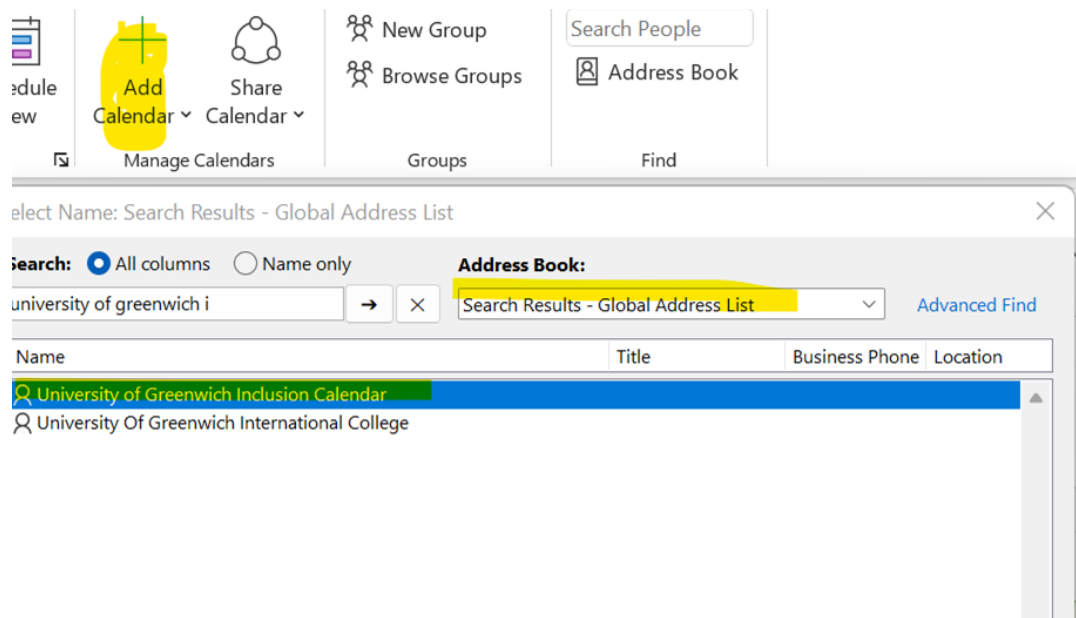 New Group
Search People
Browse Groups
Address Book
edule
Add
Share
ew
Calendar
Calendar
Manage Calendars
Groups
Find
elect Name: Search Results - Global Address List
Search:
All columns
Name only
Address Book:
university of greenwich i
Search Results - Global Address List
Advanced Find
Name
Title
Business Phone
Location
University of Greenwich Inclusion Calendar
University Of Greenwich International College